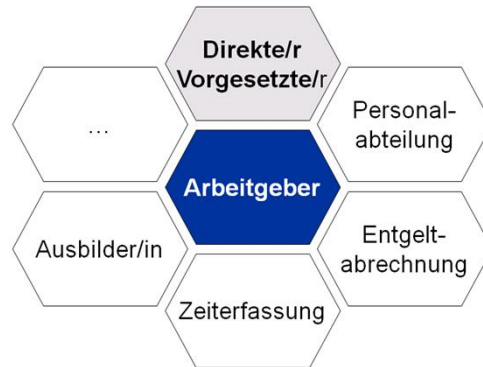 Direkte/r
Vorgesetzte/r
...
Personal-
abteilung
Arbeitgeber
Ausbilder/in
Entgelt-
abrechnung
Zeiterfassung